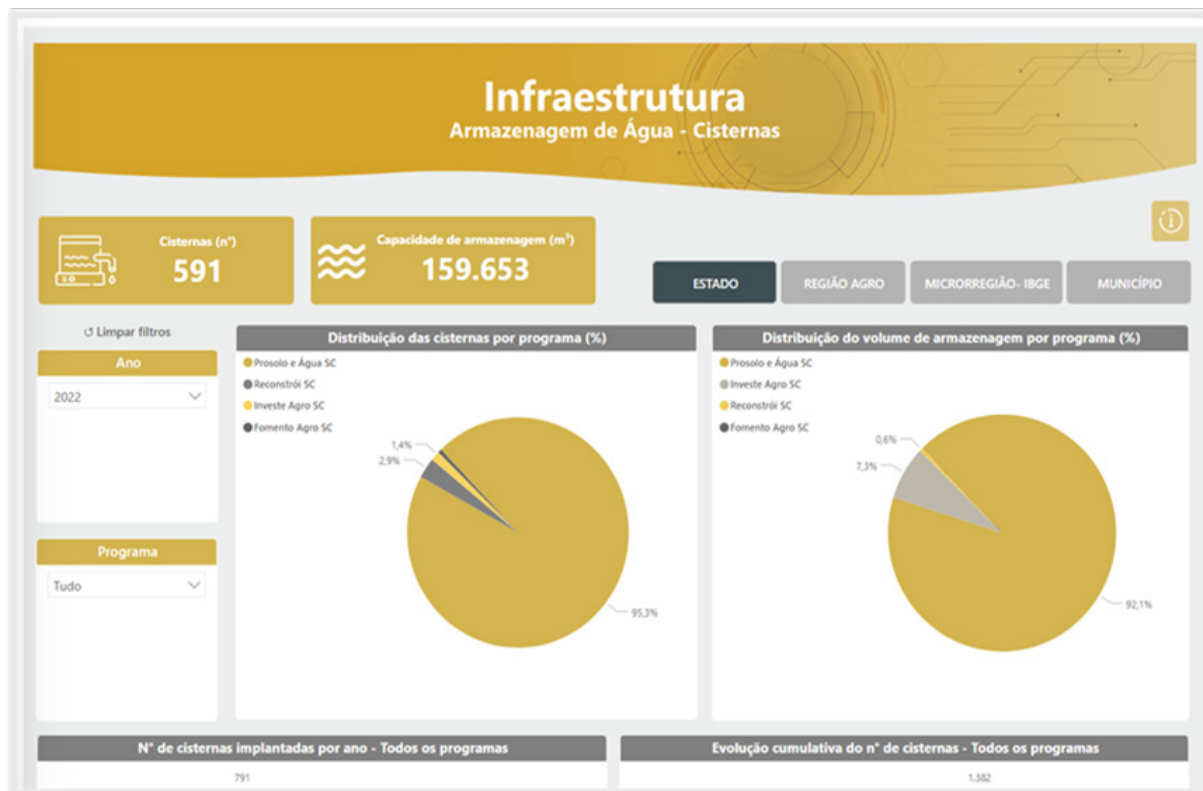 Infraestrutura
Armazenagem de Água - Cisternas
Cisternas (n°)
591
Capacidade de armazenagem (m³)
159.653
ESTADO
REGIÃO AGRO
MICRORREGIÃO- IBGE
MUNICÍPIO
Limpar filtros
Ano
2022
Programa
Tudo
Distribuição das cisternas por programa (%)
Prosolo e Água SC
Reconstrói SC
Investe Agro SC
Fomento Agro SC
1,4%
2,9%
95,3%
Distribuição do volume de armazenagem por programa (%)
Prosolo e Água SC
Investe Agro SC
Reconstrói SC
Fomento Agro SC
0,6%
7,3%
92,1%
N° de cisternas implantadas por ano - Todos os programas
791
Evolução cumulativa do n° de cisternas - Todos os programas
1.382